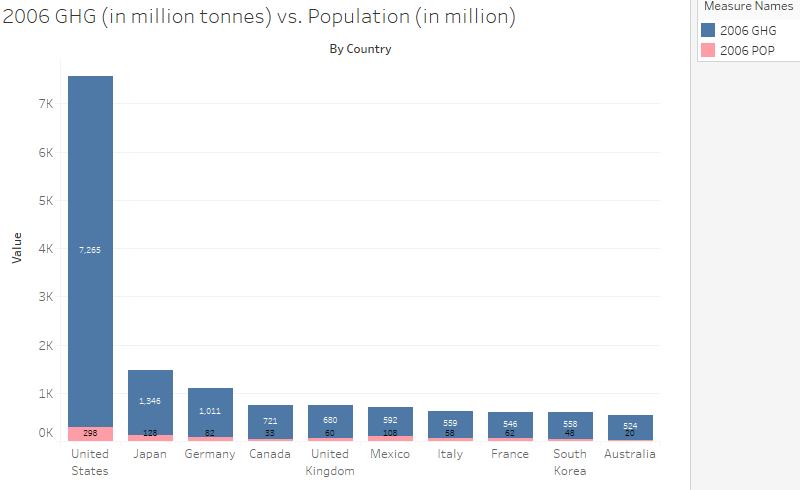 2006 GHG (in million tonnes) vs. Population (in million)
Measure Names
2006 GHG
2006 POP
By Country
Value
7K
6K
5K
4K
3K
2K
1K
0K
7,265
1,346
1,011
721
680
592
559
546
558
524
298
128
82
33
60
108
58
62
48
20
United States
Japan
Germany
Canada
United Kingdom
Mexico
Italy
France
South Korea
Australia